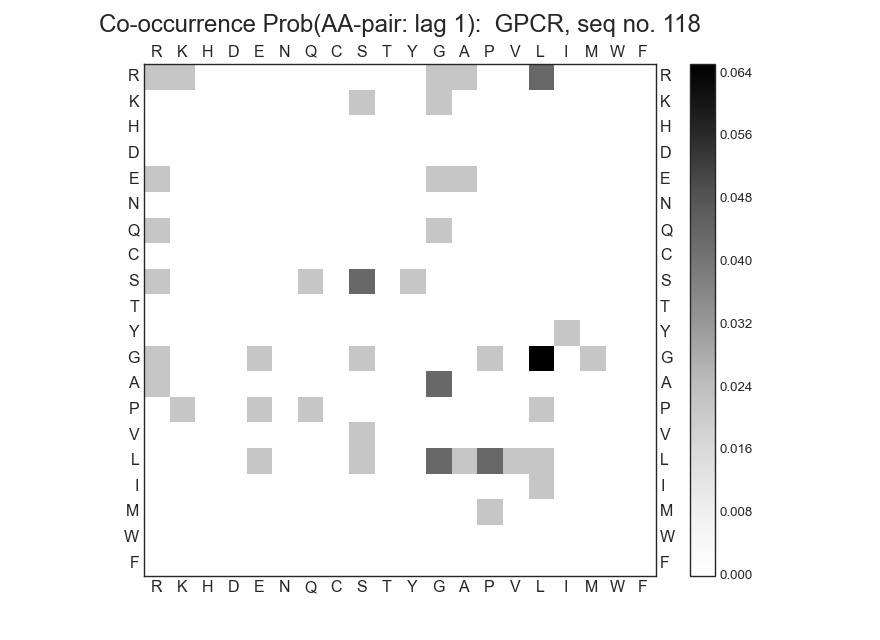 Co-occurrence Prob(AA-pair: lag 1):  GPCR, seq no. 118
R K H D E N Q C S T Y G A P V L I M W F
R R 0.064
K K
H H 0.056
D D
E E 0.048
N N
Q Q 0.040
C C
S S
T T 0.032
Y Y
G G
A A 0.024
P P
V V 0.016
L L
I I 0.008
M M
W W
F F 0.000
R K H D E N Q C S T Y G A P V L I M W F